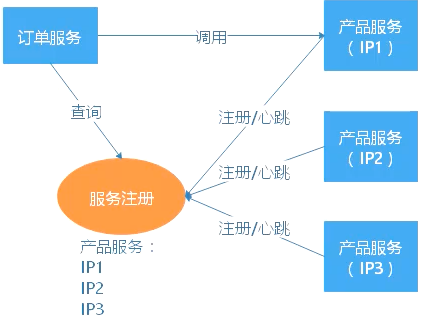 订单服务
调用
产品服务
（ IP1）
查询
注册/心跳
产品服务
（ IP2）
注册/心跳
服务注册
注册/心跳
产品服务
（ IP3）
产品服务：
IP1
IP2
IP3